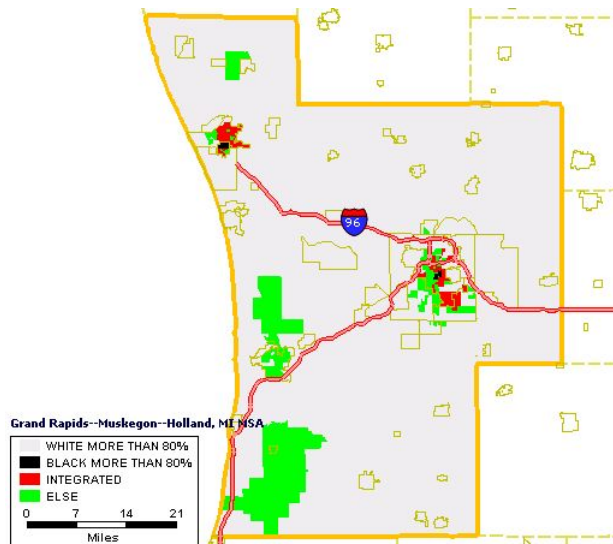 96
Grand Rapids--Muskegon--Holland, MI MSA
WHITE MORE THAN 80%
BLACK MORE THAN 80%
INTEGRATED
ELSE
0 7 14 21
Miles